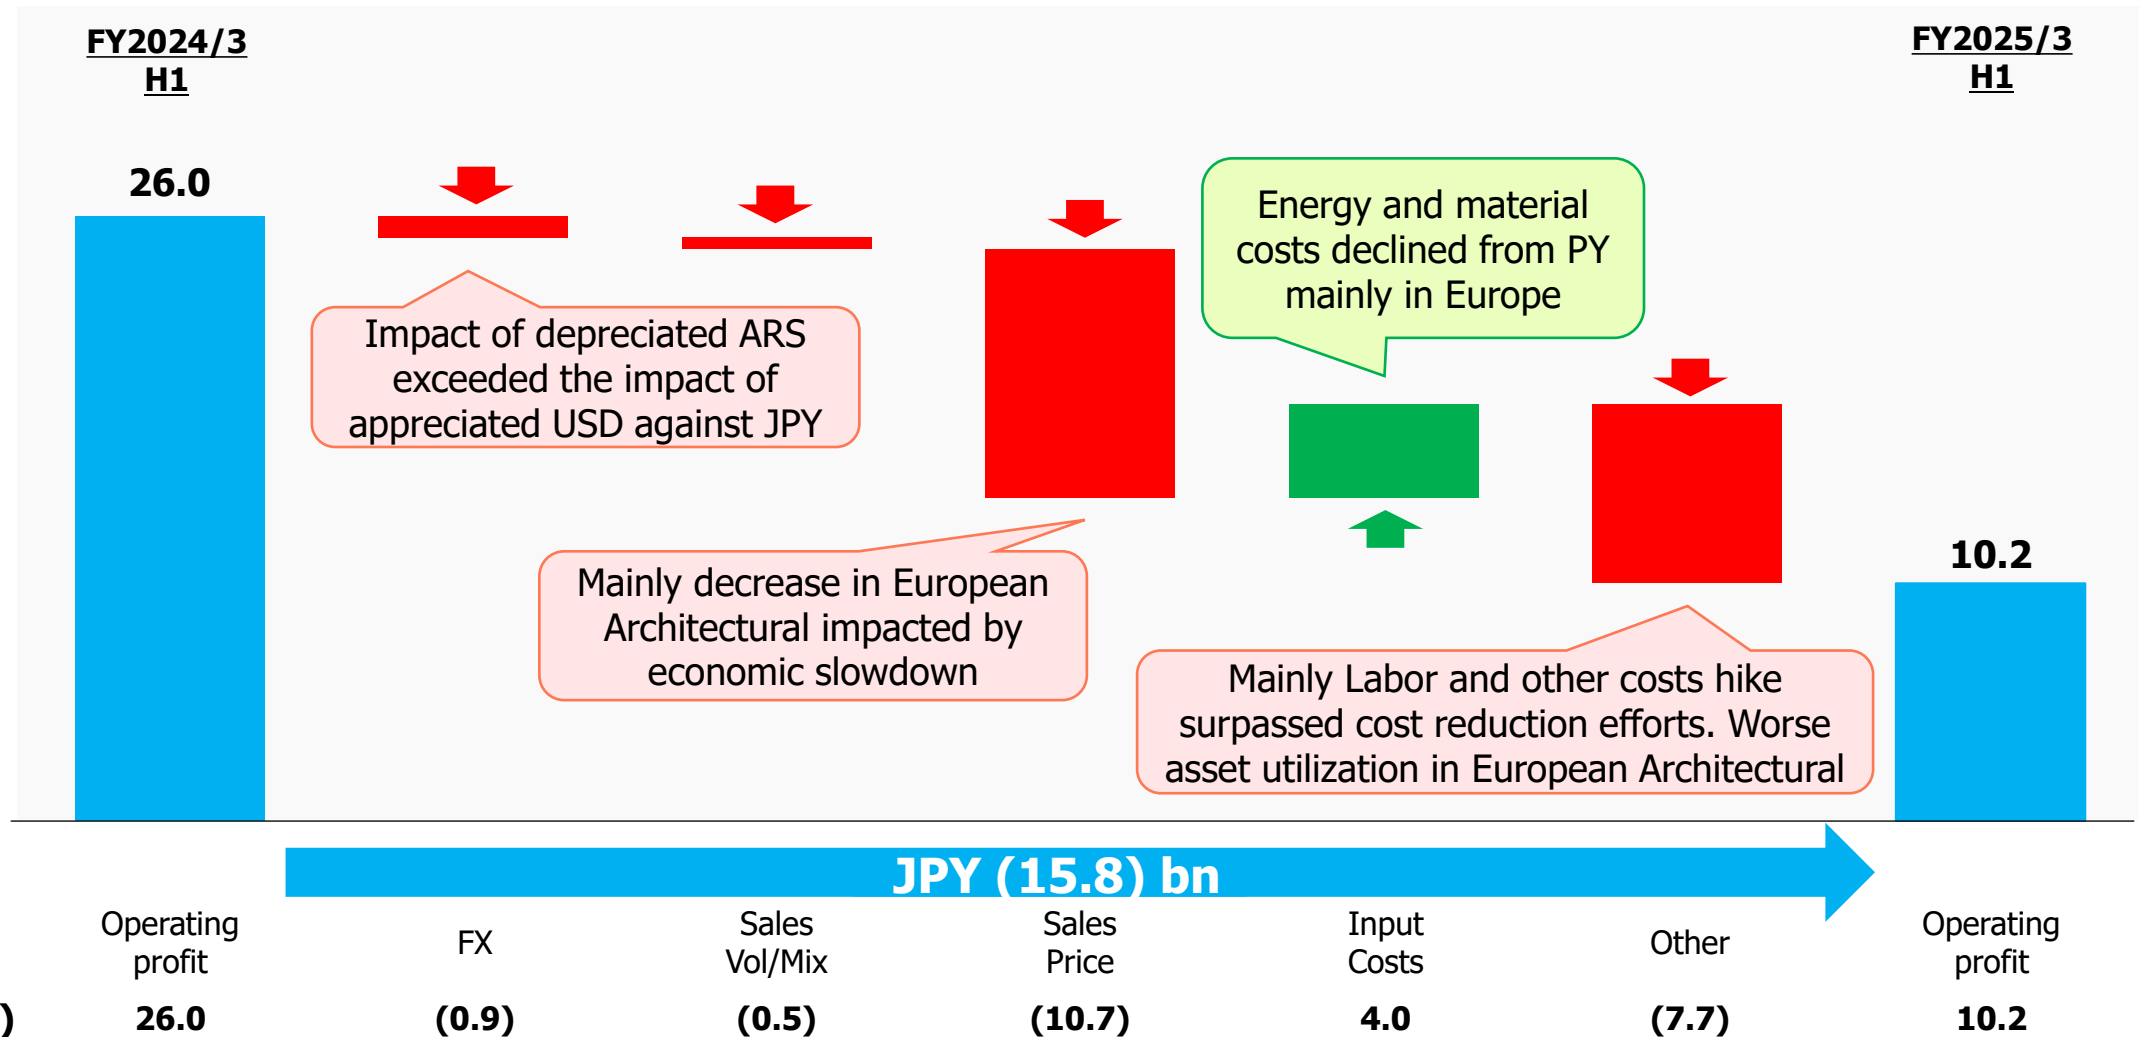 FY2024/3
H1
FY2025/3
H1
26.0
Energy and material
costs declined from PY
mainly in Europe
Impact of depreciated ARS
exceeded the impact of
appreciated USD against JPY
10.2
Mainly decrease in European
Architectural impacted by
economic slowdown
Mainly Labor and other costs hike
surpassed cost reduction efforts. Worse
asset utilization in European Architectural
JPY (15.8) bn
Operating
profit
FX
Sales
Vol/Mix
Sales
Price
Input
Costs
Other
Operating
profit
) 26.0 (0.9) (0.5) (10.7) 4.0 (7.7) 10.2